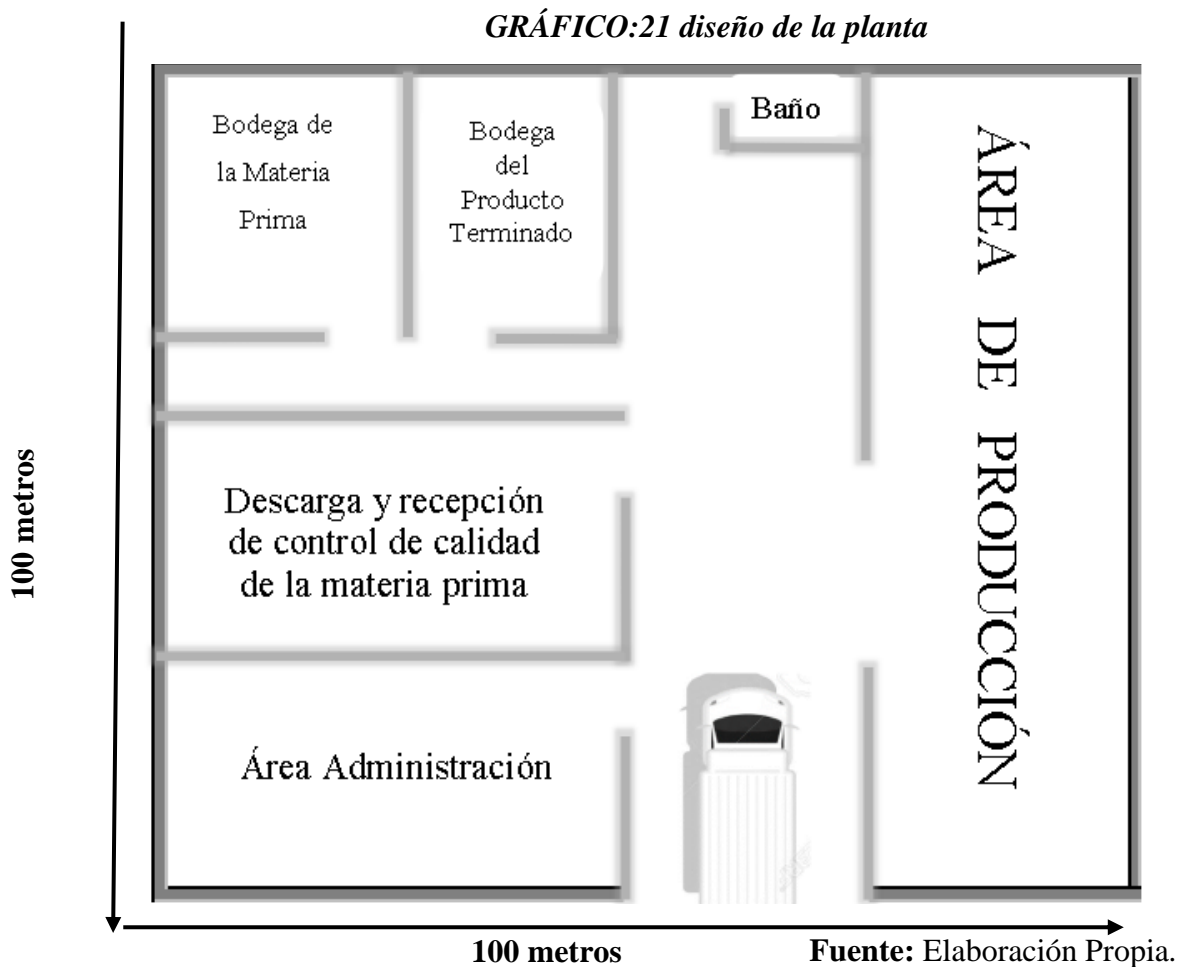 GRÁFICO:21 diseño de la planta
Bodega de
la Materia
Prima
Bodega
del
Producto
Terminado
Baño
ÁREA DE PRODUCCIÓN
Descarga y recepción
de control de calidad
de la materia prima
Área Administración
100 metros
100 metros
Fuente: Elaboración Propia.